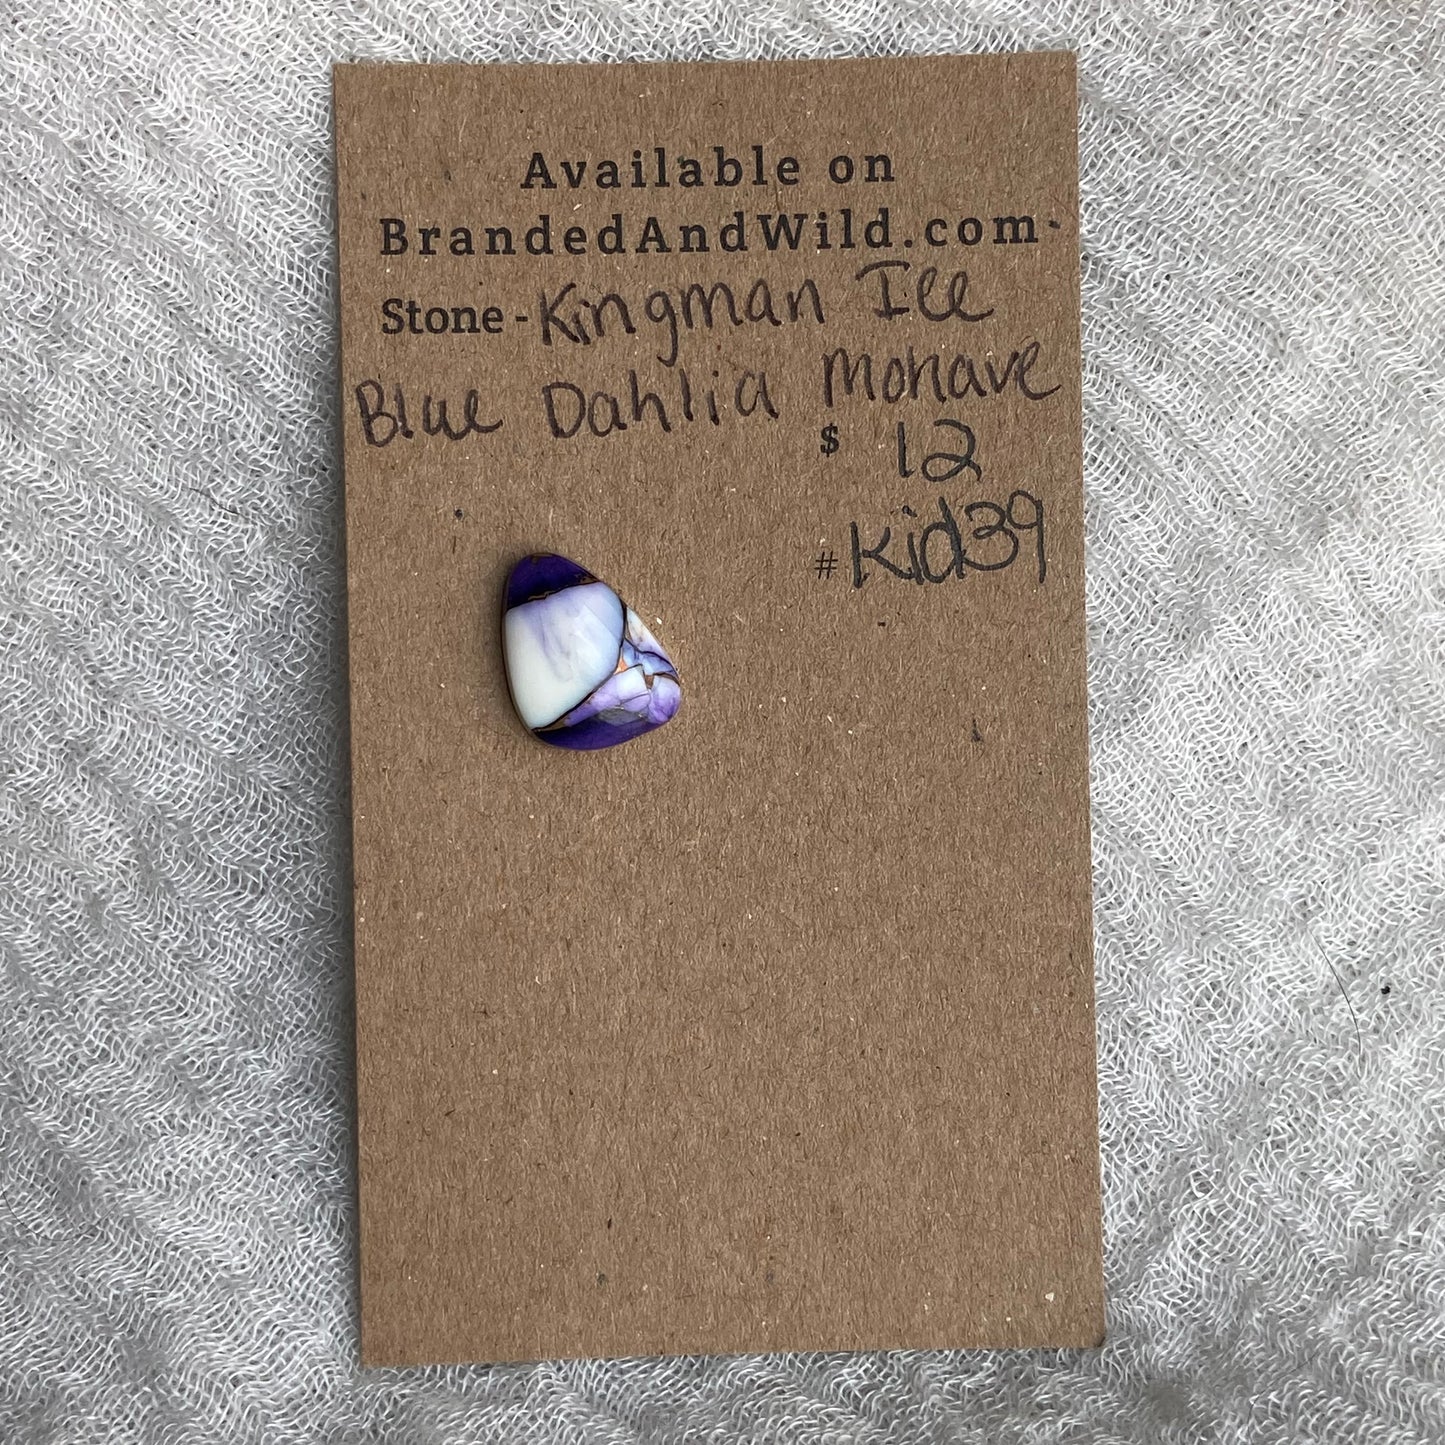 Available on
BrandedAndWild.com
Stone - Kingman Ice
Blue Dahlia Mohave
$ 12
# Kid39